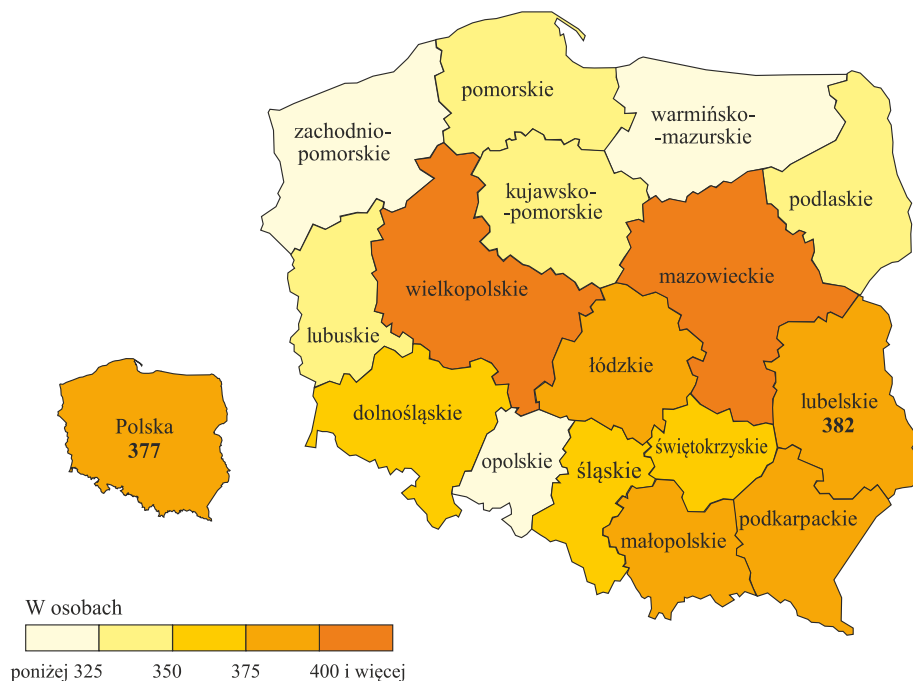 pomorskie
zachodnio-
pomorskie
warmińsko-
-mazurskie
kujawsko-
-pomorskie
podlaskie
mazowieckie
wielkopolskie
lubuskie
łódzkie
lubelskie
382
dolnośląskie
Polska
377
opolskie
śląskie
świętokrzyskie
podkarpackie
małopolskie
W osobach
poniżej 325 350 375 400 i więcej